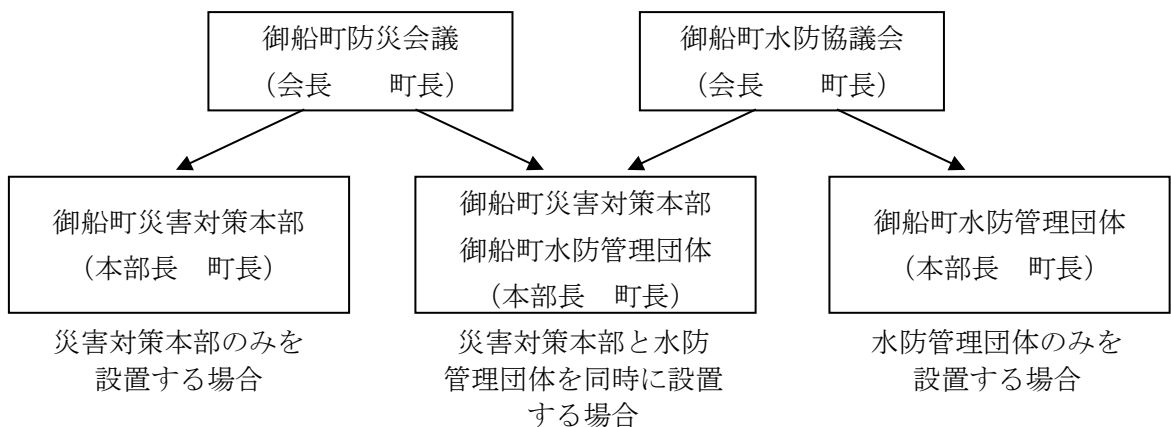 御船町防災会議
（会長　　町長）
御船町水防協議会
（会長　　町長）
御船町災害対策本部
（本部長　町長）
御船町災害対策本部
御船町水防管理団体
（本部長　町長）
御船町水防管理団体
（本部長　町長）
災害対策本部のみを
設置する場合
災害対策本部と水防
管理団体を同時に設置
する場合
水防管理団体のみを
設置する場合